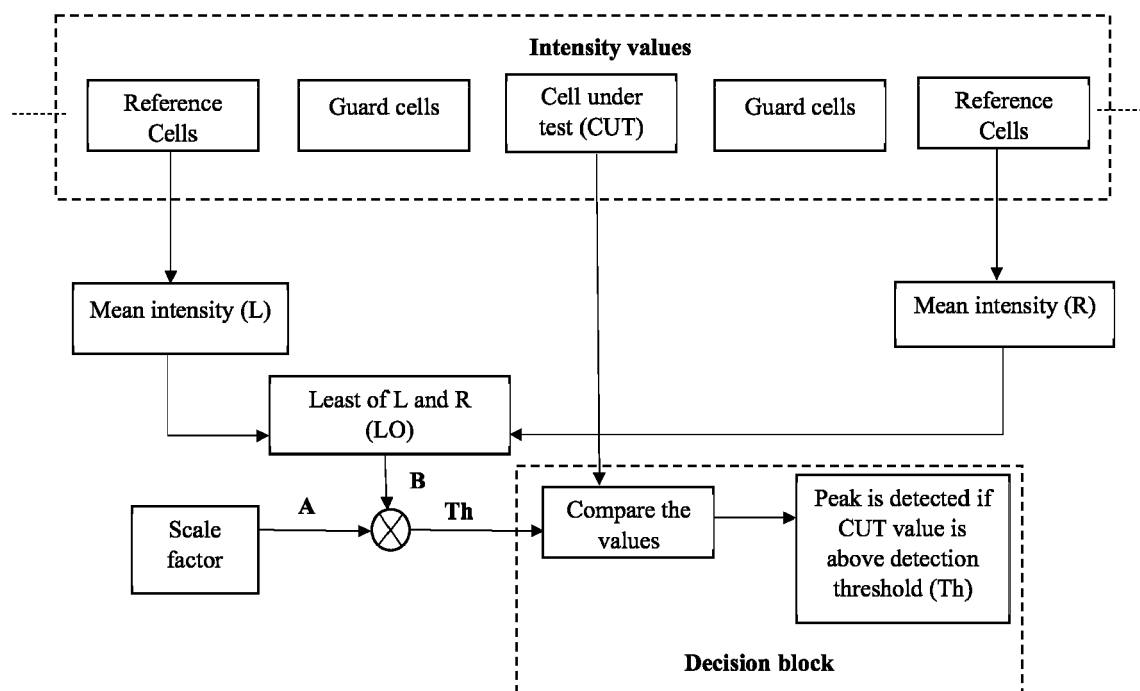 Intensity values
Reference
Cells
Guard cells
Cell under
test (CUT)
Guard cells
Reference
Cells
Mean intensity (L)
Mean intensity (R)
Least of L and R
(LO)
B
A
Th
Scale
factor
Compare the
values
Peak is detected if
CUT value is
above detection
threshold (Th)
Decision block